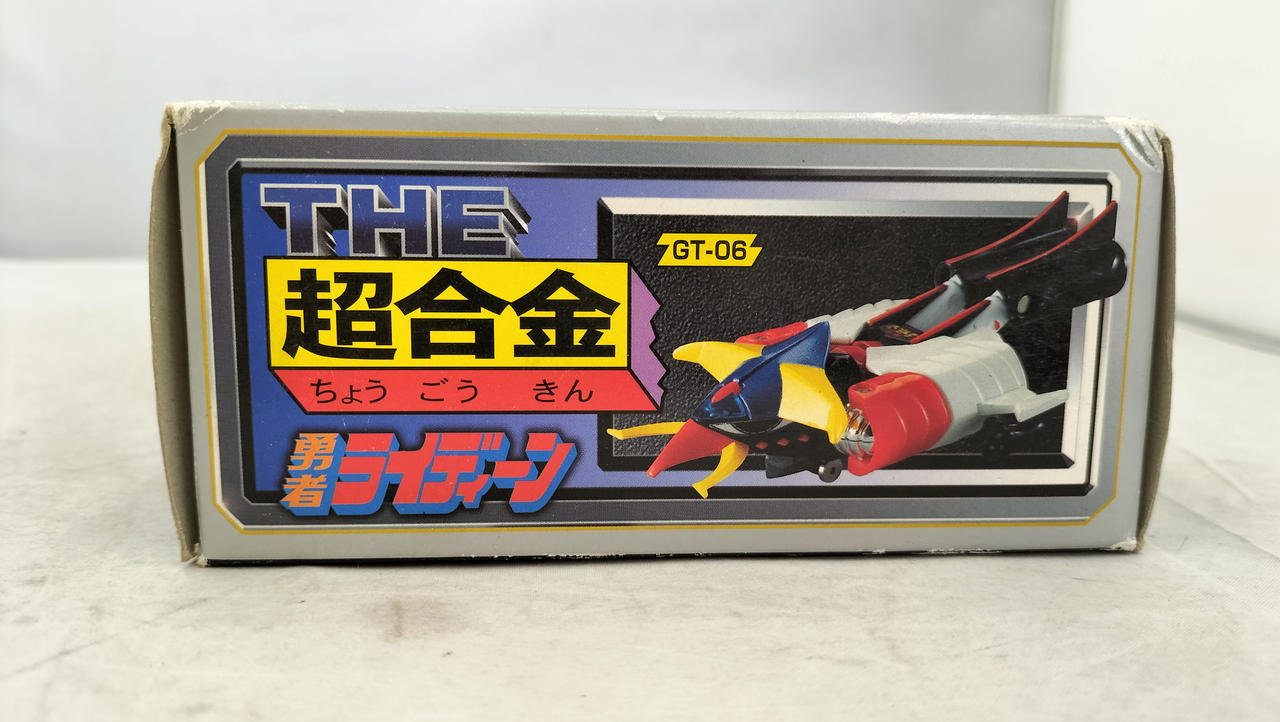 THE
超合金
ちょう ごう きん
勇者ライディーン
GT-06